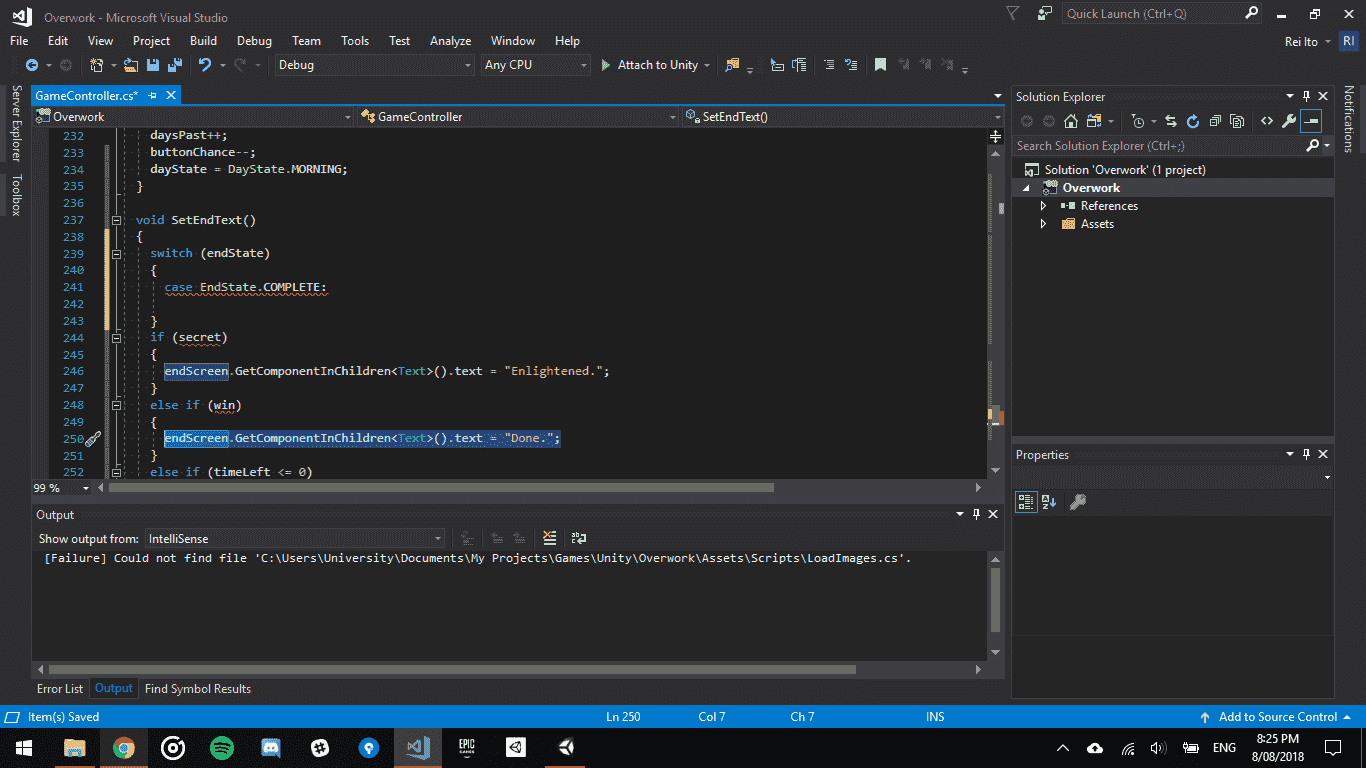 Overwork - Microsoft Visual Studio
Quick Launch (Ctrl+Q)
File Edit View Project Build Debug Team Tools Test Analyze Window Help
Rei Ito RI
Debug Any CPU Attach to Unity
Server Explorer
Toolbox
GameController.cs*
Overwork GameController SetEndText()
232 daysPast++;
233 buttonChance--;
234 dayState = DayState.MORNING;
235 }
236
237 void SetEndText()
238 {
239 switch (endState)
240 {
241 case EndState.COMPLETE:
242
243 }
244 if (secret)
245 {
246 endScreen.GetComponentInChildren<Text>().text = "Enlightened.";
247 }
248 else if (win)
249 {
250 endScreen.GetComponentInChildren<Text>().text = "Done.";
251 }
252 else if (timeLeft <= 0)
99 %
Output
Show output from: IntelliSense
[Failure] Could not find file 'C:\Users\University\Documents\My Projects\Games\Unity\Overwork\Assets\Scripts\LoadImages.cs'.
Error List Output Find Symbol Results
Solution Explorer
Search Solution Explorer (Ctrl+;)
Solution 'Overwork' (1 project)
Overwork
References
Assets
Properties
Notifications
Item(s) Saved Ln 250 Col 7 Ch 7 INS Add to Source Control
EPIC GAMES
ENG
8:25 PM
8/08/2018